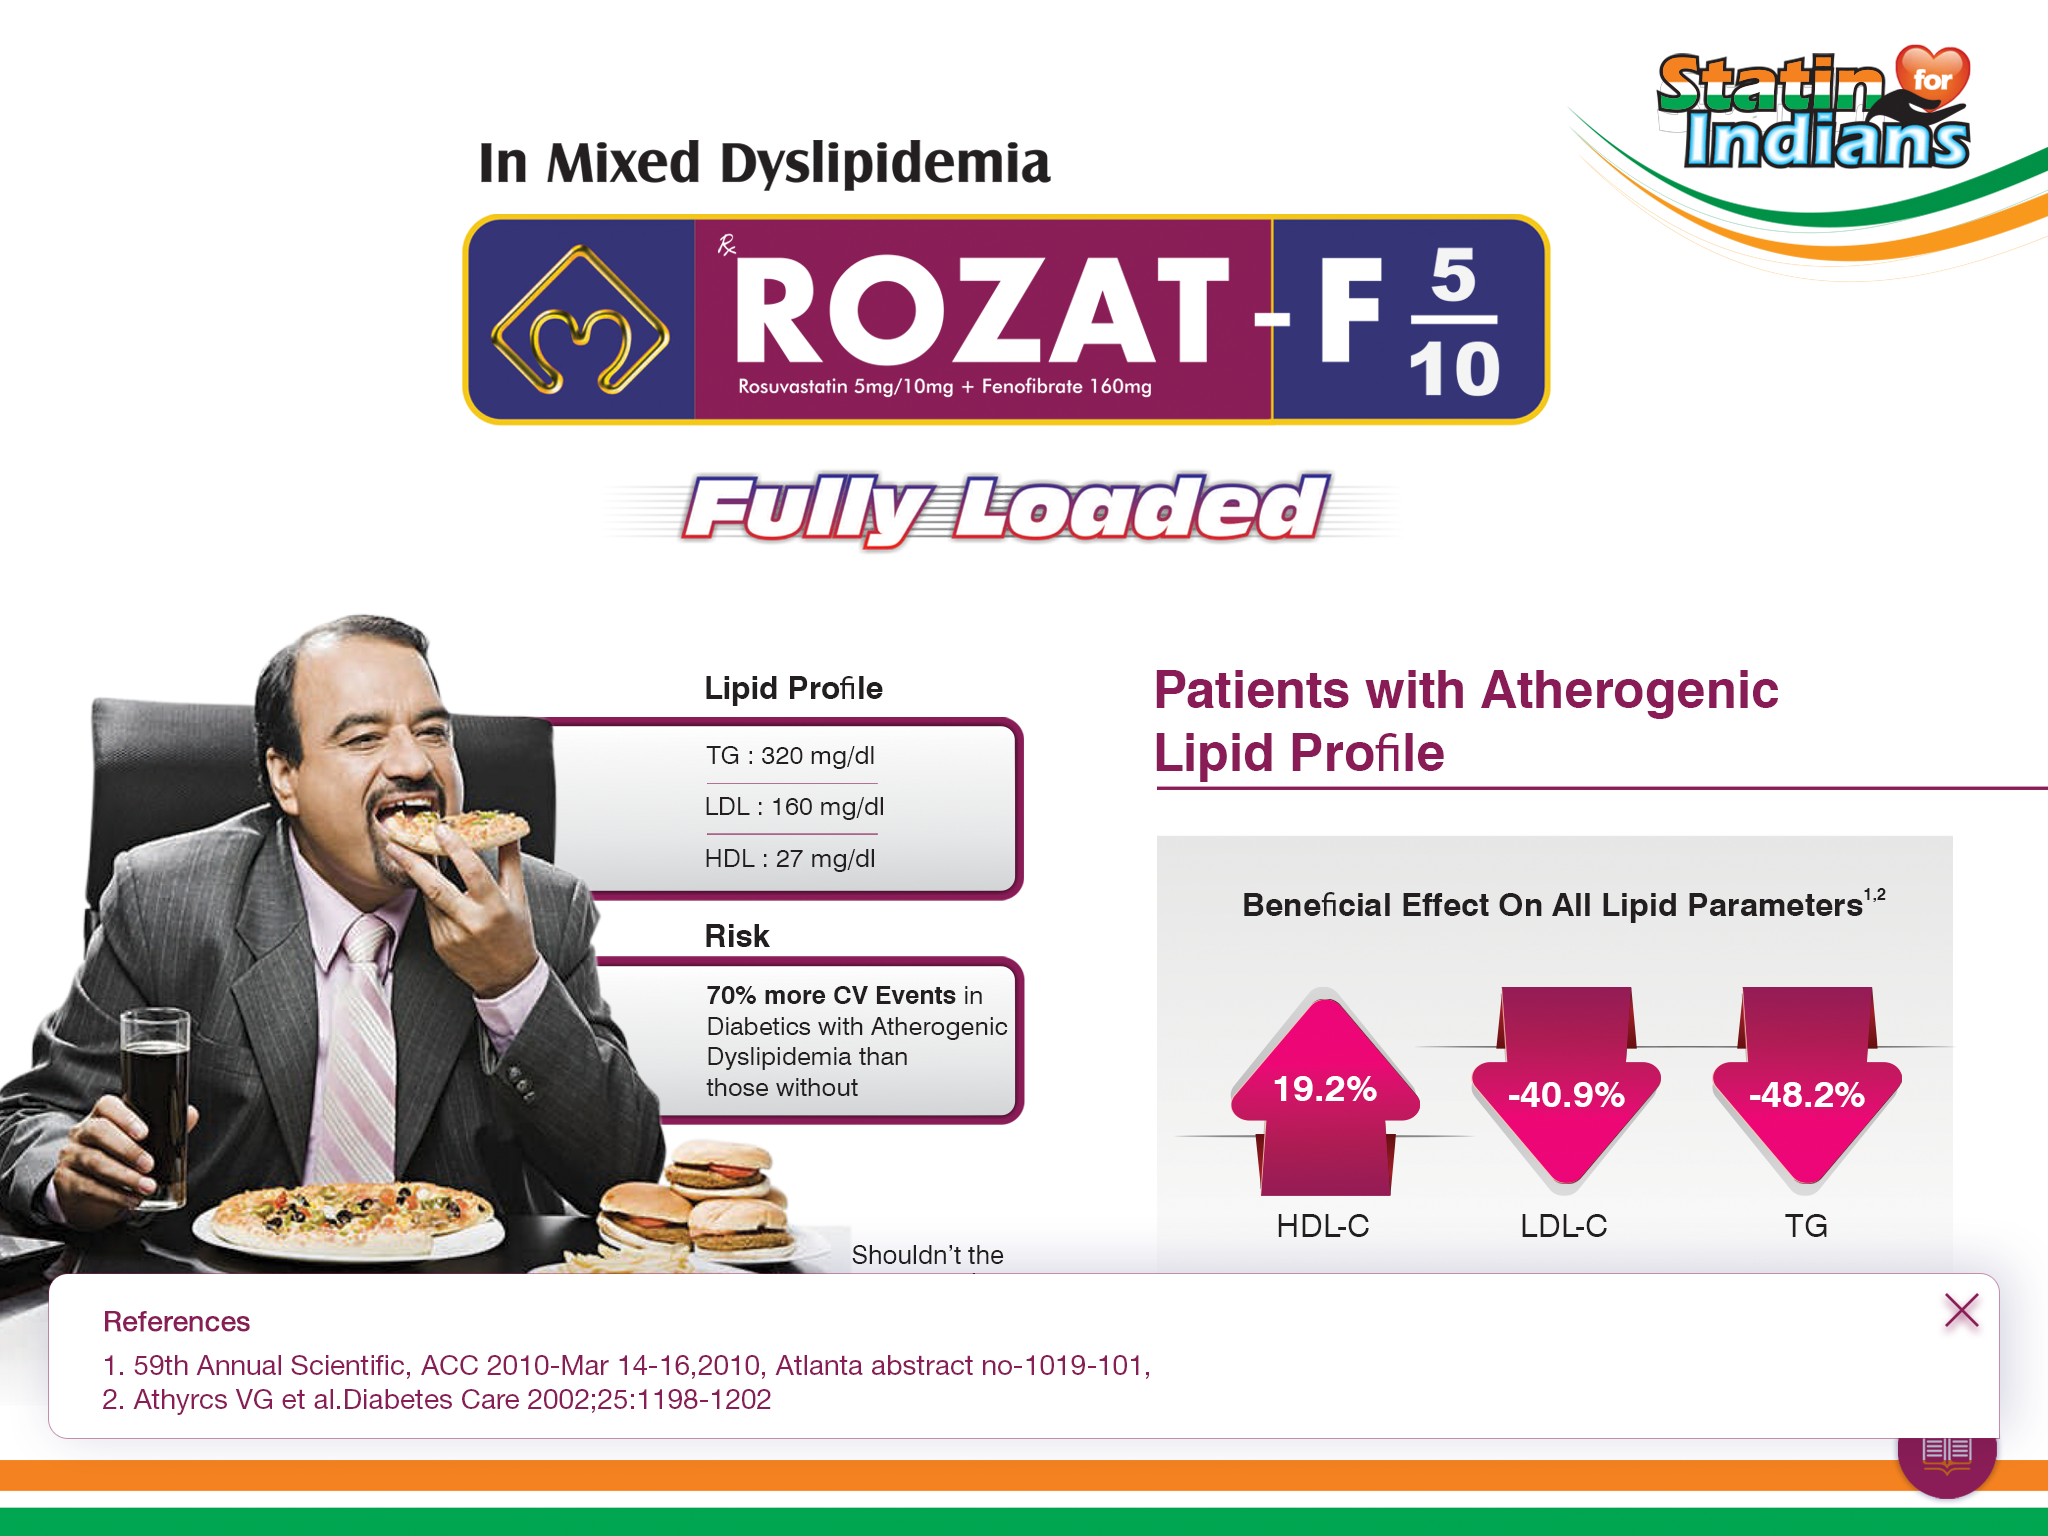 Statin for
Indians
In Mixed Dyslipidemia
Rx
ROZAT-F 5/10
Rosuvastatin 5mg/10mg + Fenofibrate 160mg
Fully Loaded
Lipid Profile
TG : 320 mg/dl
LDL : 160 mg/dl
HDL : 27 mg/dl
Risk
70% more CV Events in
Diabetics with Atherogenic
Dyslipidemia than
those without
Shouldn't the
Patients with Atherogenic
Lipid Profile
Beneficial Effect On All Lipid Parameters1,2
19.2%
-40.9%
-48.2%
HDL-C
LDL-C
TG
References
1. 59th Annual Scientific, ACC 2010-Mar 14-16,2010, Atlanta abstract no-1019-101,
2. Athyrcs VG et al.Diabetes Care 2002;25:1198-1202